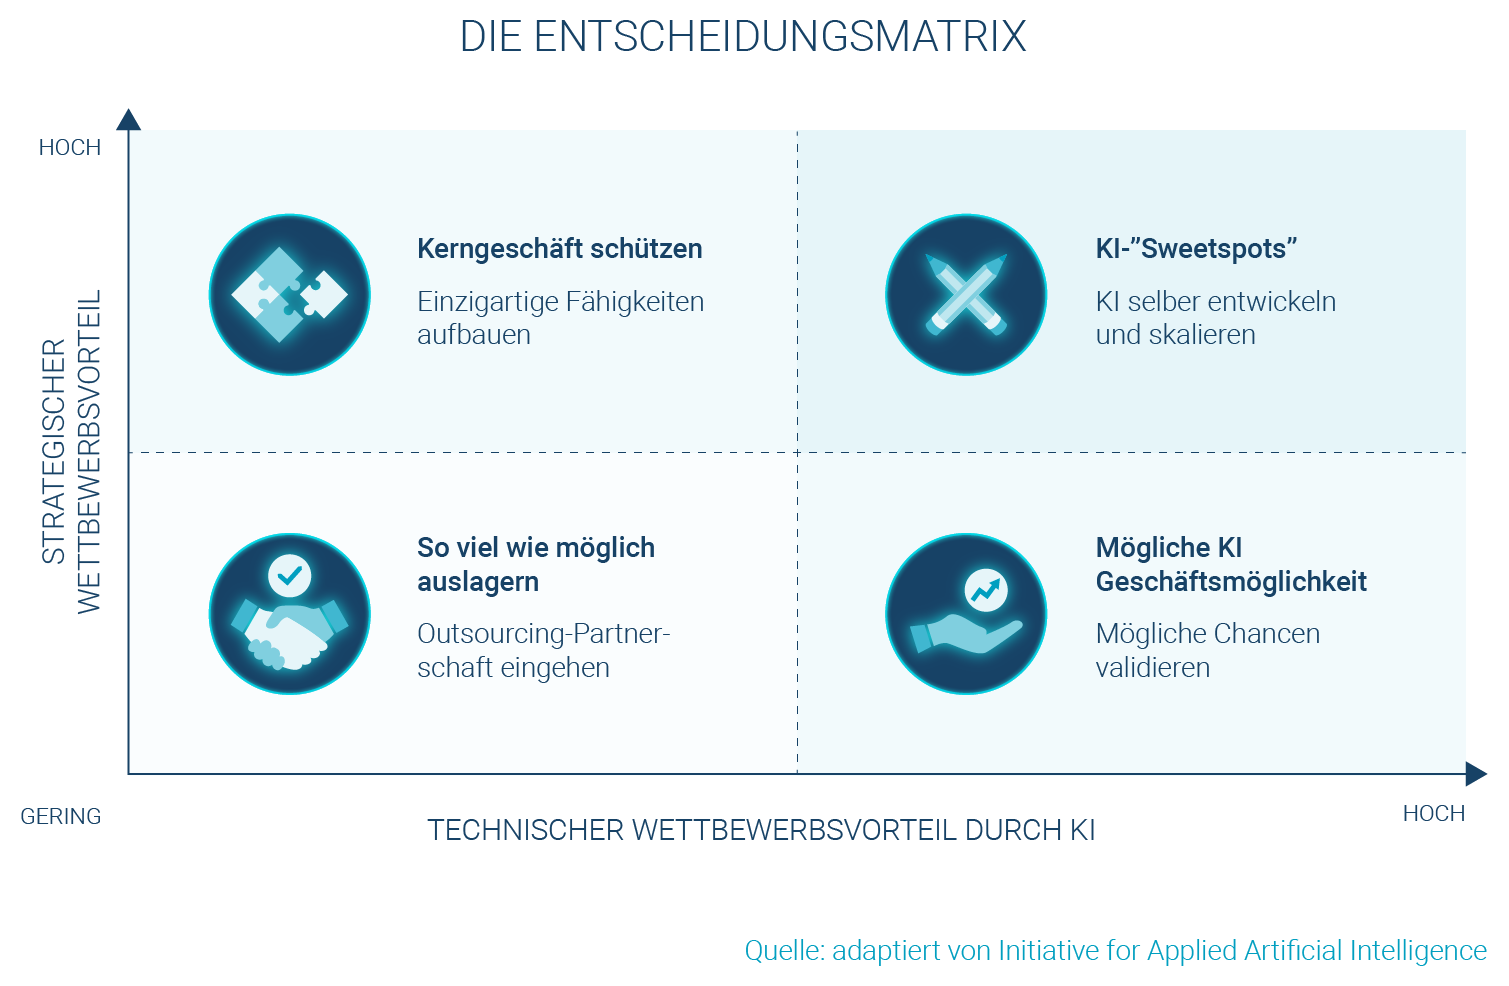 DIE ENTSCHEIDUNGSMATRIX
HOCH
STRATEGISCHER
WETTBEWERBSVORTEIL
Kerngeschäft schützen
Einzigartige Fähigkeiten
aufbauen
KI-”Sweetspots”
KI selber entwickeln
und skalieren
So viel wie möglich
auslagern
Outsourcing-Partner-
schaft eingehen
Mögliche KI
Geschäftsmöglichkeit
Mögliche Chancen
validieren
GERING
TECHNISCHER WETTBEWERBSVORTEIL DURCH KI
HOCH
Quelle: adaptiert von Initiative for Applied Artificial Intelligence